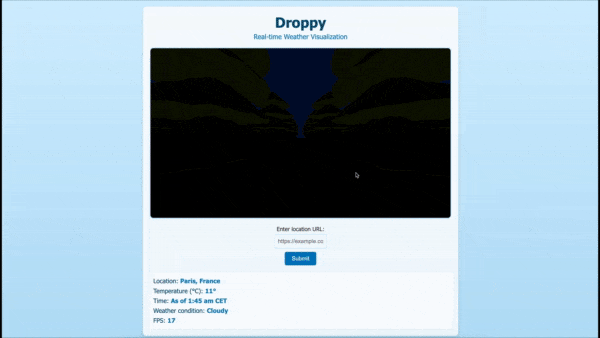 Droppy
Real-time Weather Visualization
Enter location URL:
https://example.co
Submit
Location: Paris, France
Temperature (°C): 11°
Time: As of 1:45 am CET
Weather condition: Cloudy
FPS: 17